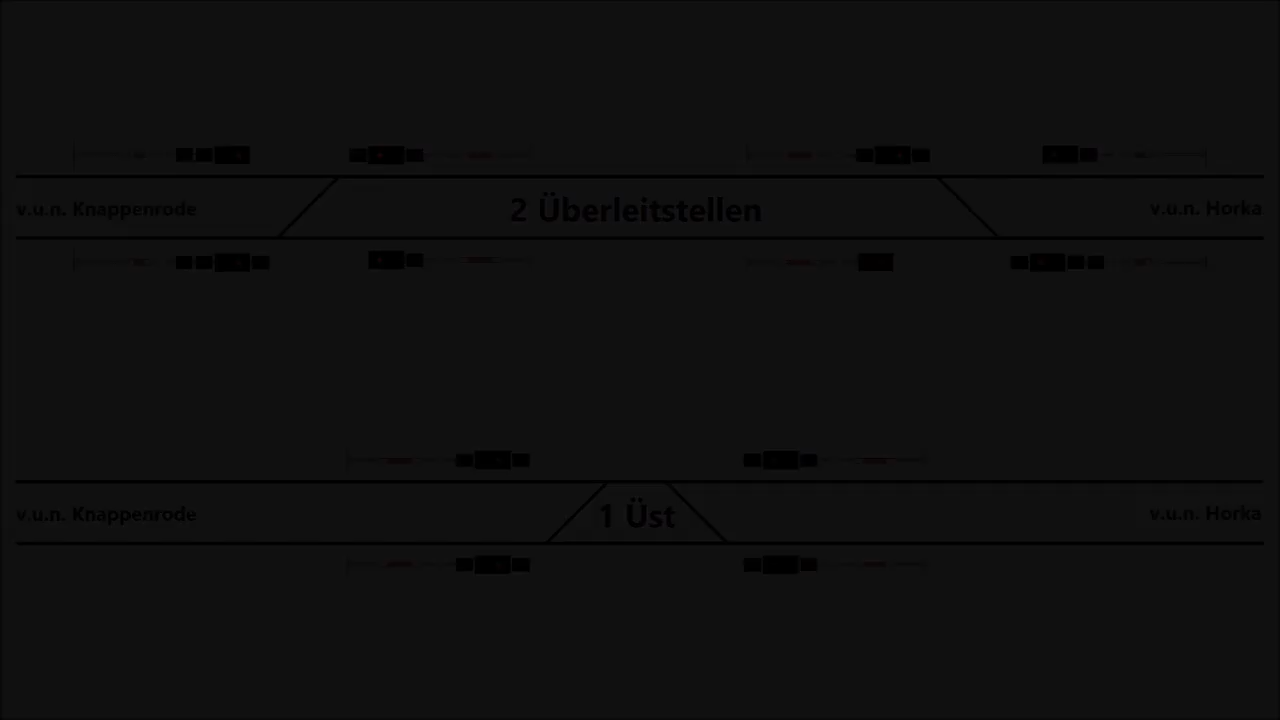 v.u.n. Knappenrode
2 Überleitstellen
v.u.n. Horka
v.u.n. Knappenrode
1 Üst
v.u.n. Horka